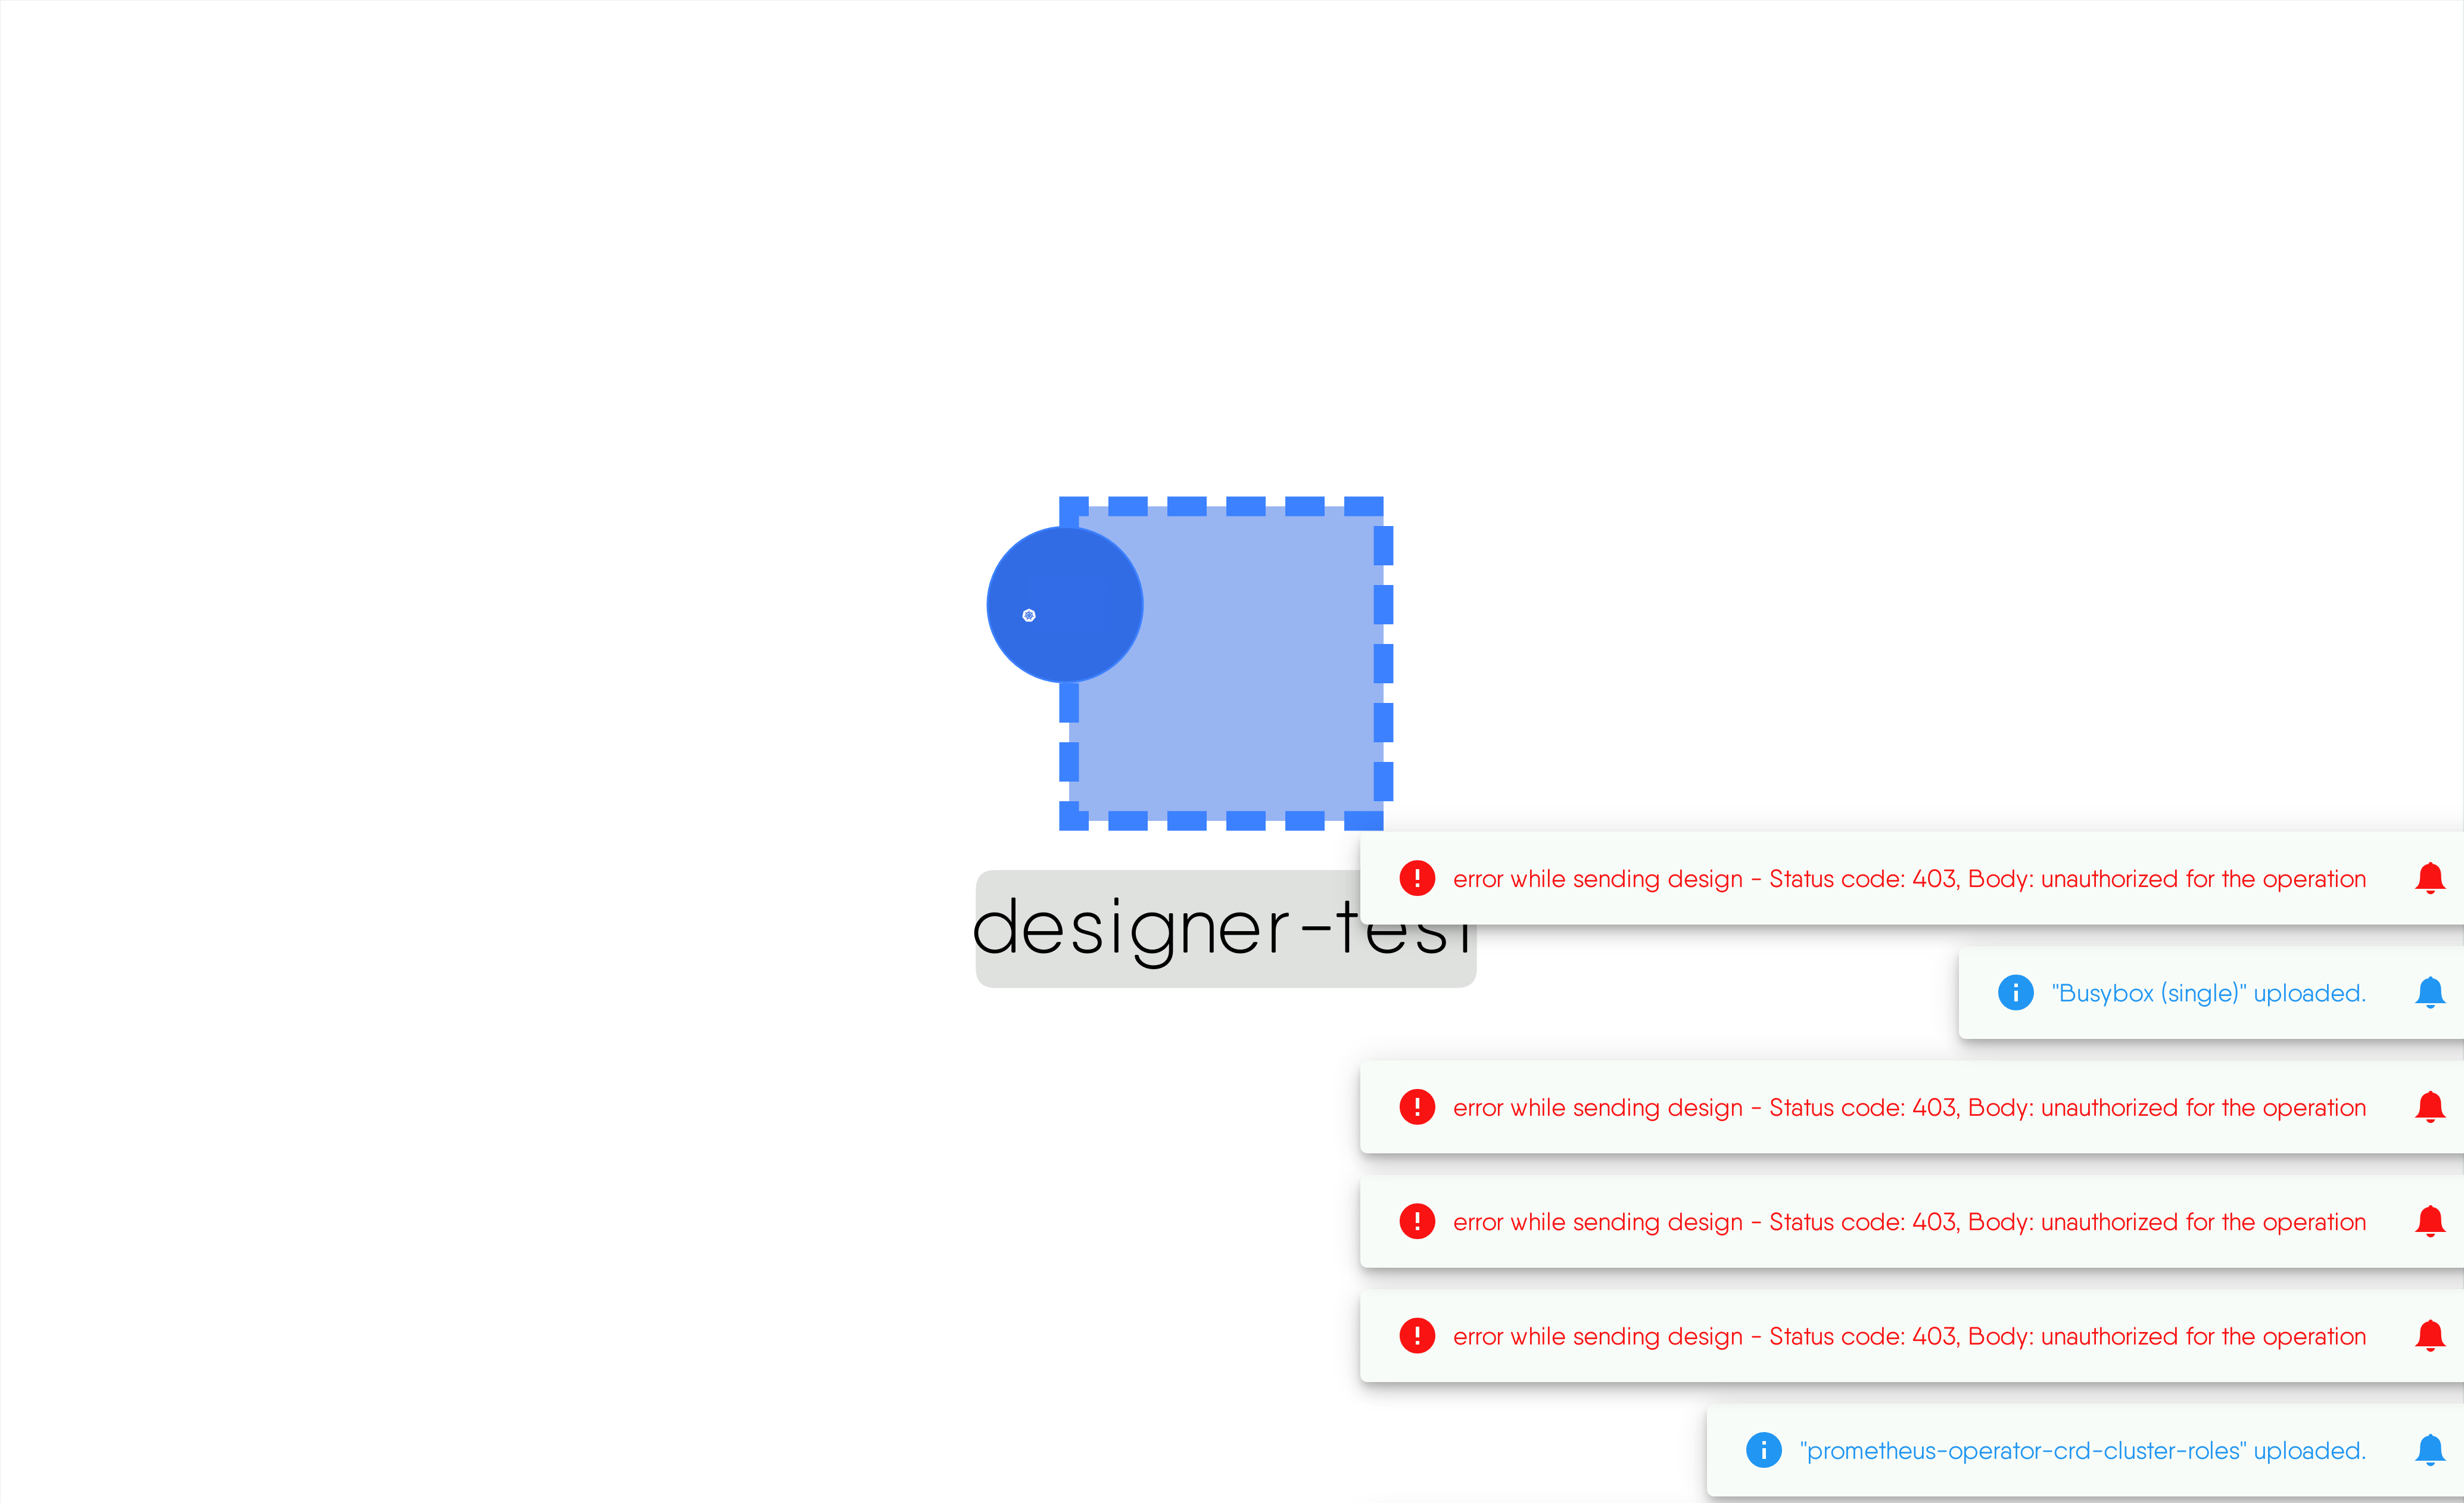 designer-test
error while sending design - Status code: 403, Body: unauthorized for the operation
"Busybox (single)" uploaded.
error while sending design - Status code: 403, Body: unauthorized for the operation
error while sending design - Status code: 403, Body: unauthorized for the operation
error while sending design - Status code: 403, Body: unauthorized for the operation
"prometheus-operator-crd-cluster-roles" uploaded.